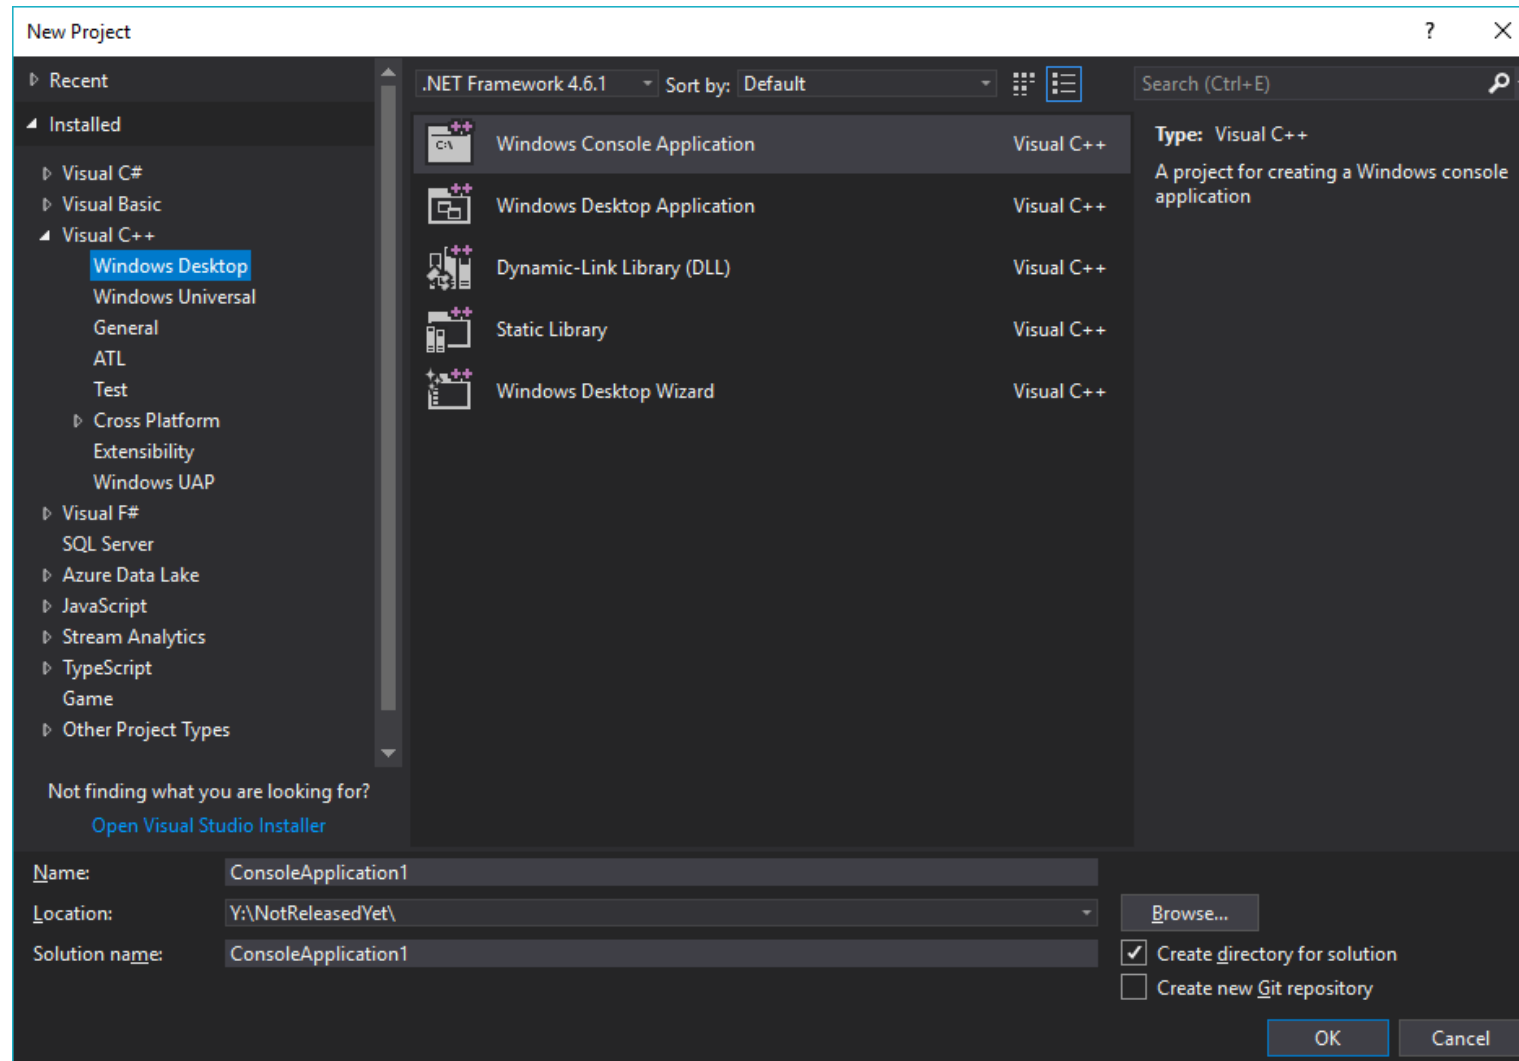 New Project
?
Recent
Installed
Visual C#
Visual Basic
Visual C++
Windows Desktop
Windows Universal
General
ATL
Test
Cross Platform
Extensibility
Windows UAP
Visual F#
SQL Server
Azure Data Lake
JavaScript
Stream Analytics
TypeScript
Game
Other Project Types
Not finding what you are looking for?
Open Visual Studio Installer
.NET Framework 4.6.1 Sort by: Default
Windows Console Application Visual C++
Windows Desktop Application Visual C++
Dynamic-Link Library (DLL) Visual C++
Static Library Visual C++
Windows Desktop Wizard Visual C++
Search (Ctrl+E)
Type: Visual C++
A project for creating a Windows console
application
Name: ConsoleApplication1
Location: Y:\NotReleasedYet\ Browse...
Solution name: ConsoleApplication1
Create directory for solution
Create new Git repository
OK Cancel